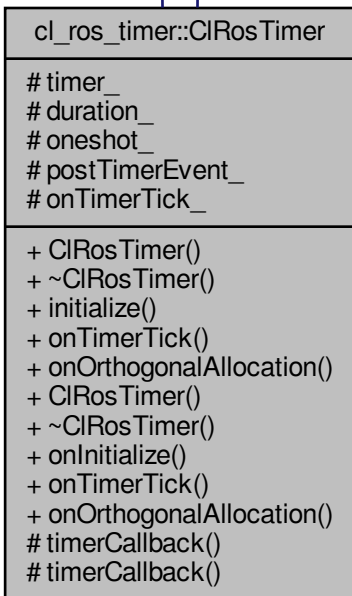 cl_ros_timer::ClRosTimer
# timer_
# duration_
# oneshot_
# postTimerEvent_
# onTimerTick_
+ ClRosTimer()
+ ~ClRosTimer()
+ initialize()
+ onTimerTick()
+ onOrthogonalAllocation()
+ ClRosTimer()
+ ~ClRosTimer()
+ onInitialize()
+ onTimerTick()
+ onOrthogonalAllocation()
# timerCallback()
# timerCallback()